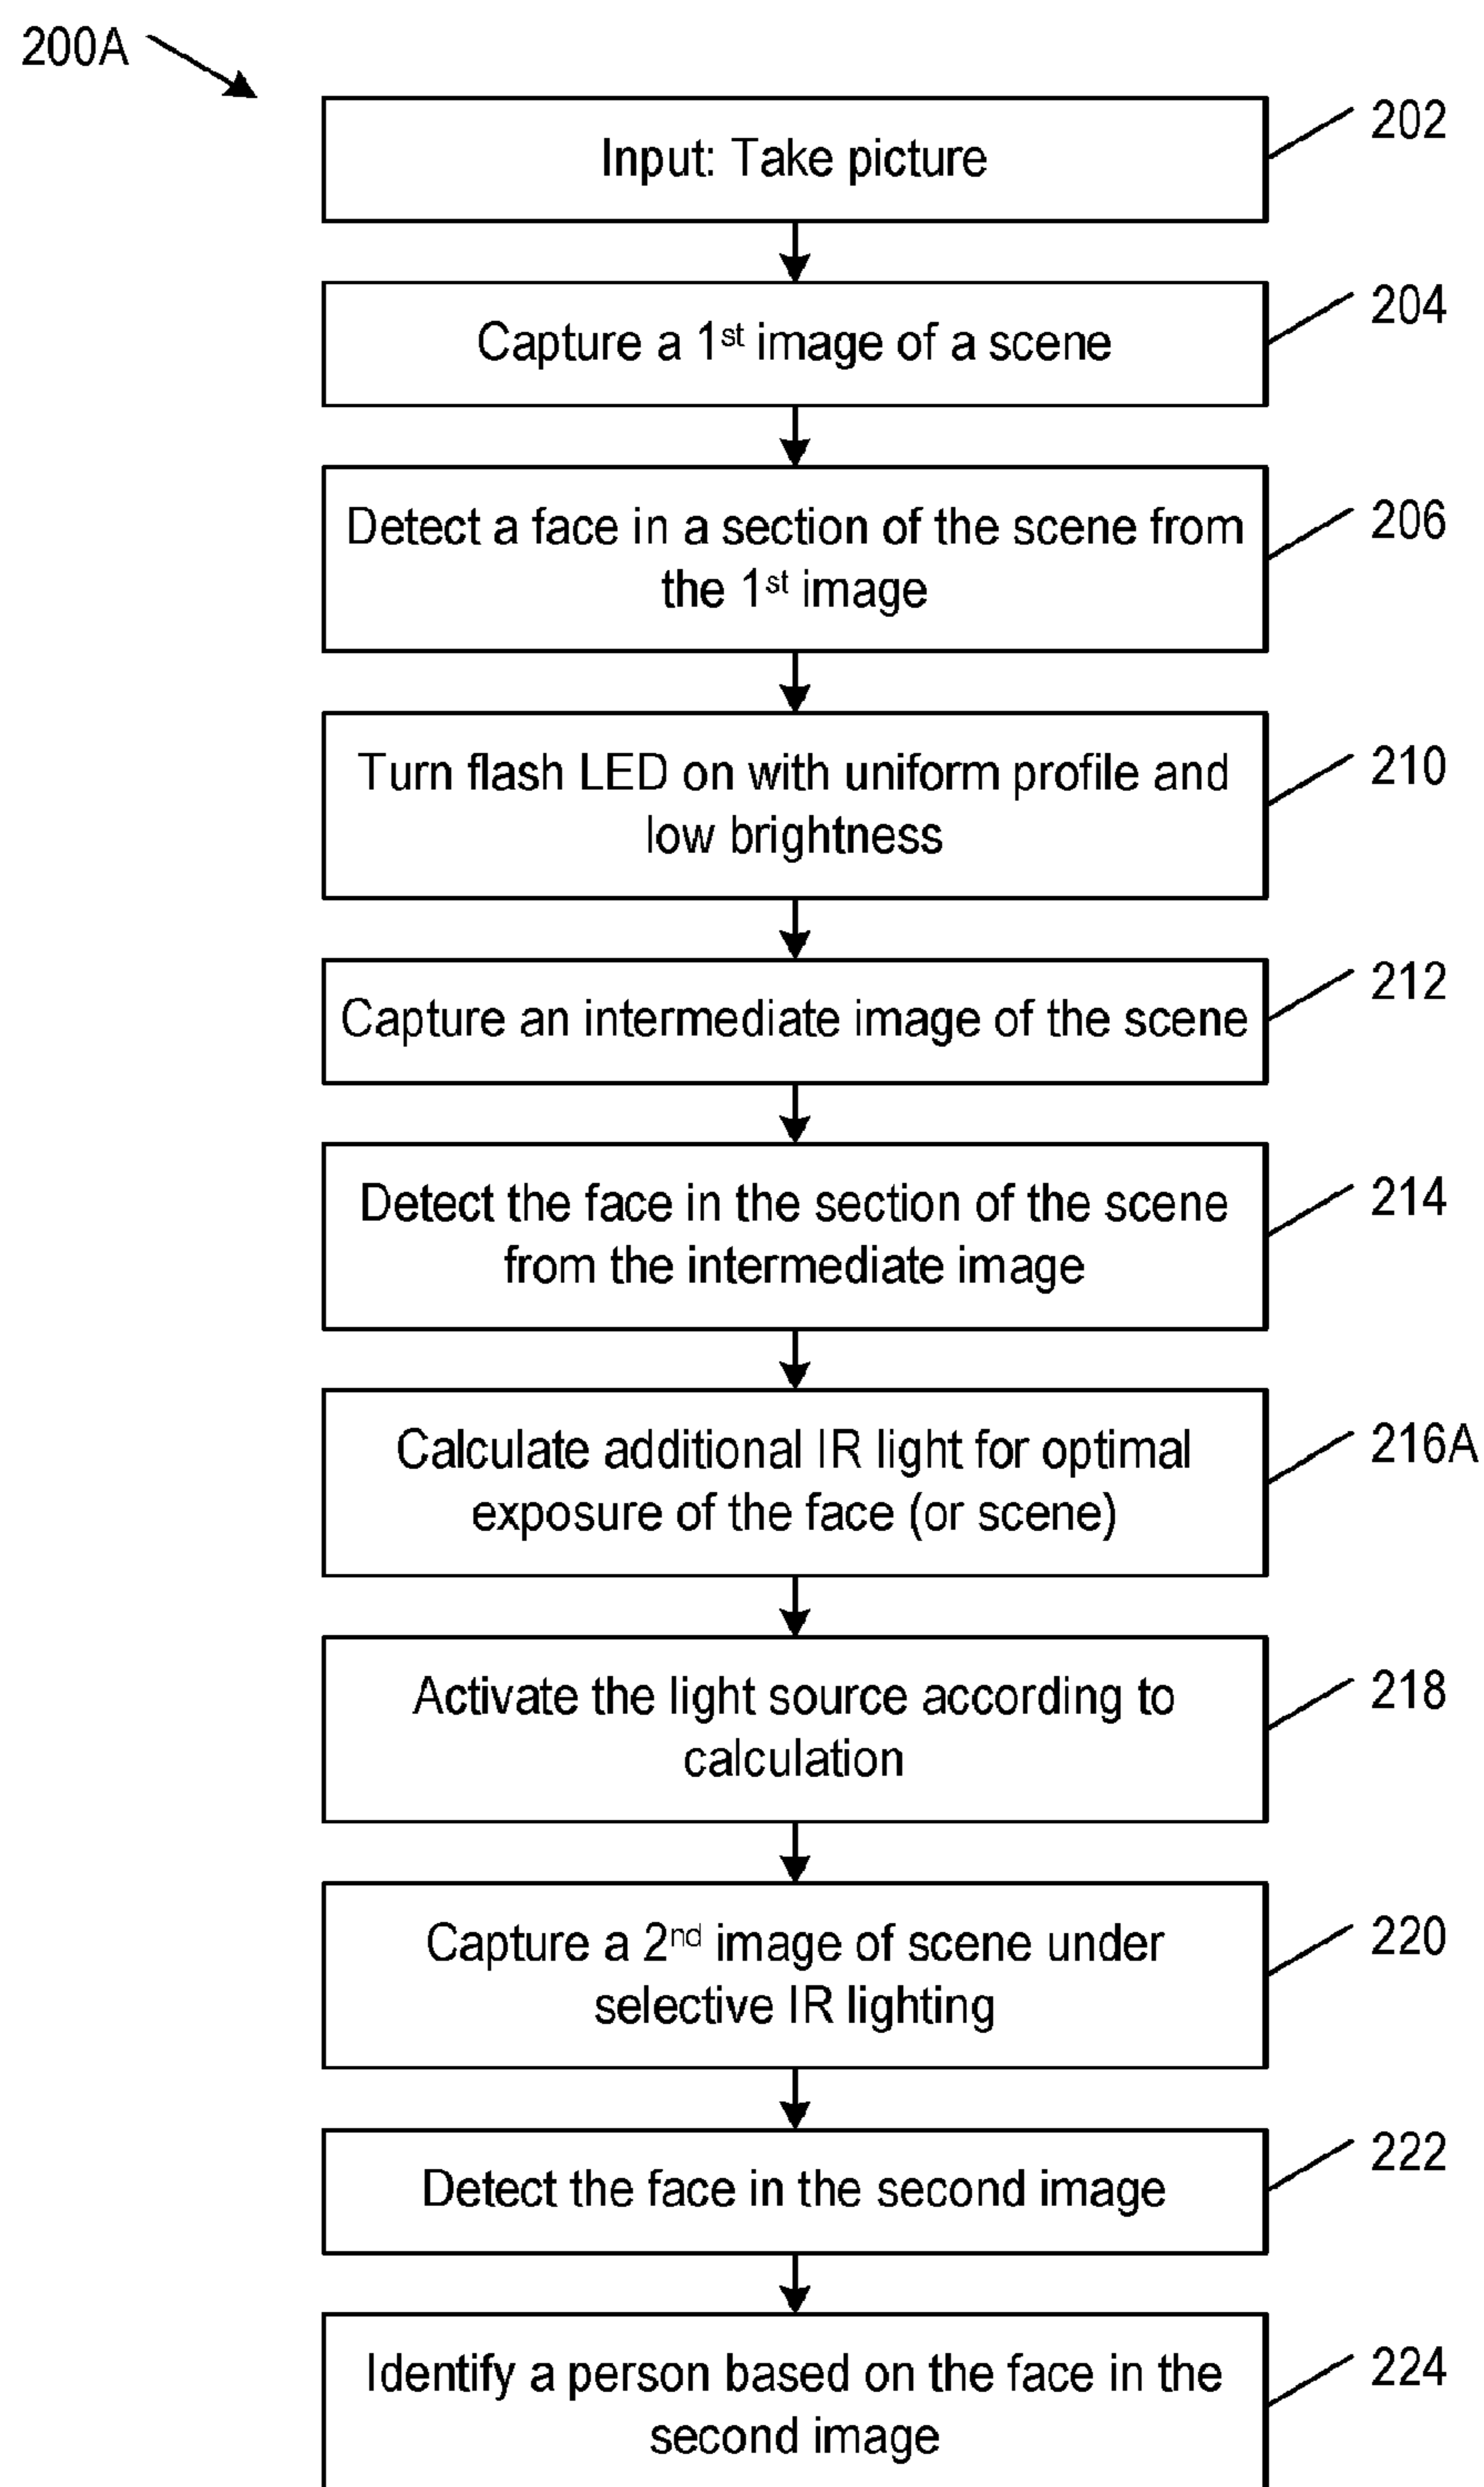 200A
202
Input: Take picture
204
Capture a 1st image of a scene
206
Detect a face in a section of the scene from
the 1st image
210
Turn flash LED on with uniform profile and
low brightness
212
Capture an intermediate image of the scene
214
Detect the face in the section of the scene
from the intermediate image
216A
Calculate additional IR light for optimal
exposure of the face (or scene)
218
Activate the light source according to
calculation
220
Capture a 2nd image of scene under
selective IR lighting
222
Detect the face in the second image
224
Identify a person based on the face in the
second image